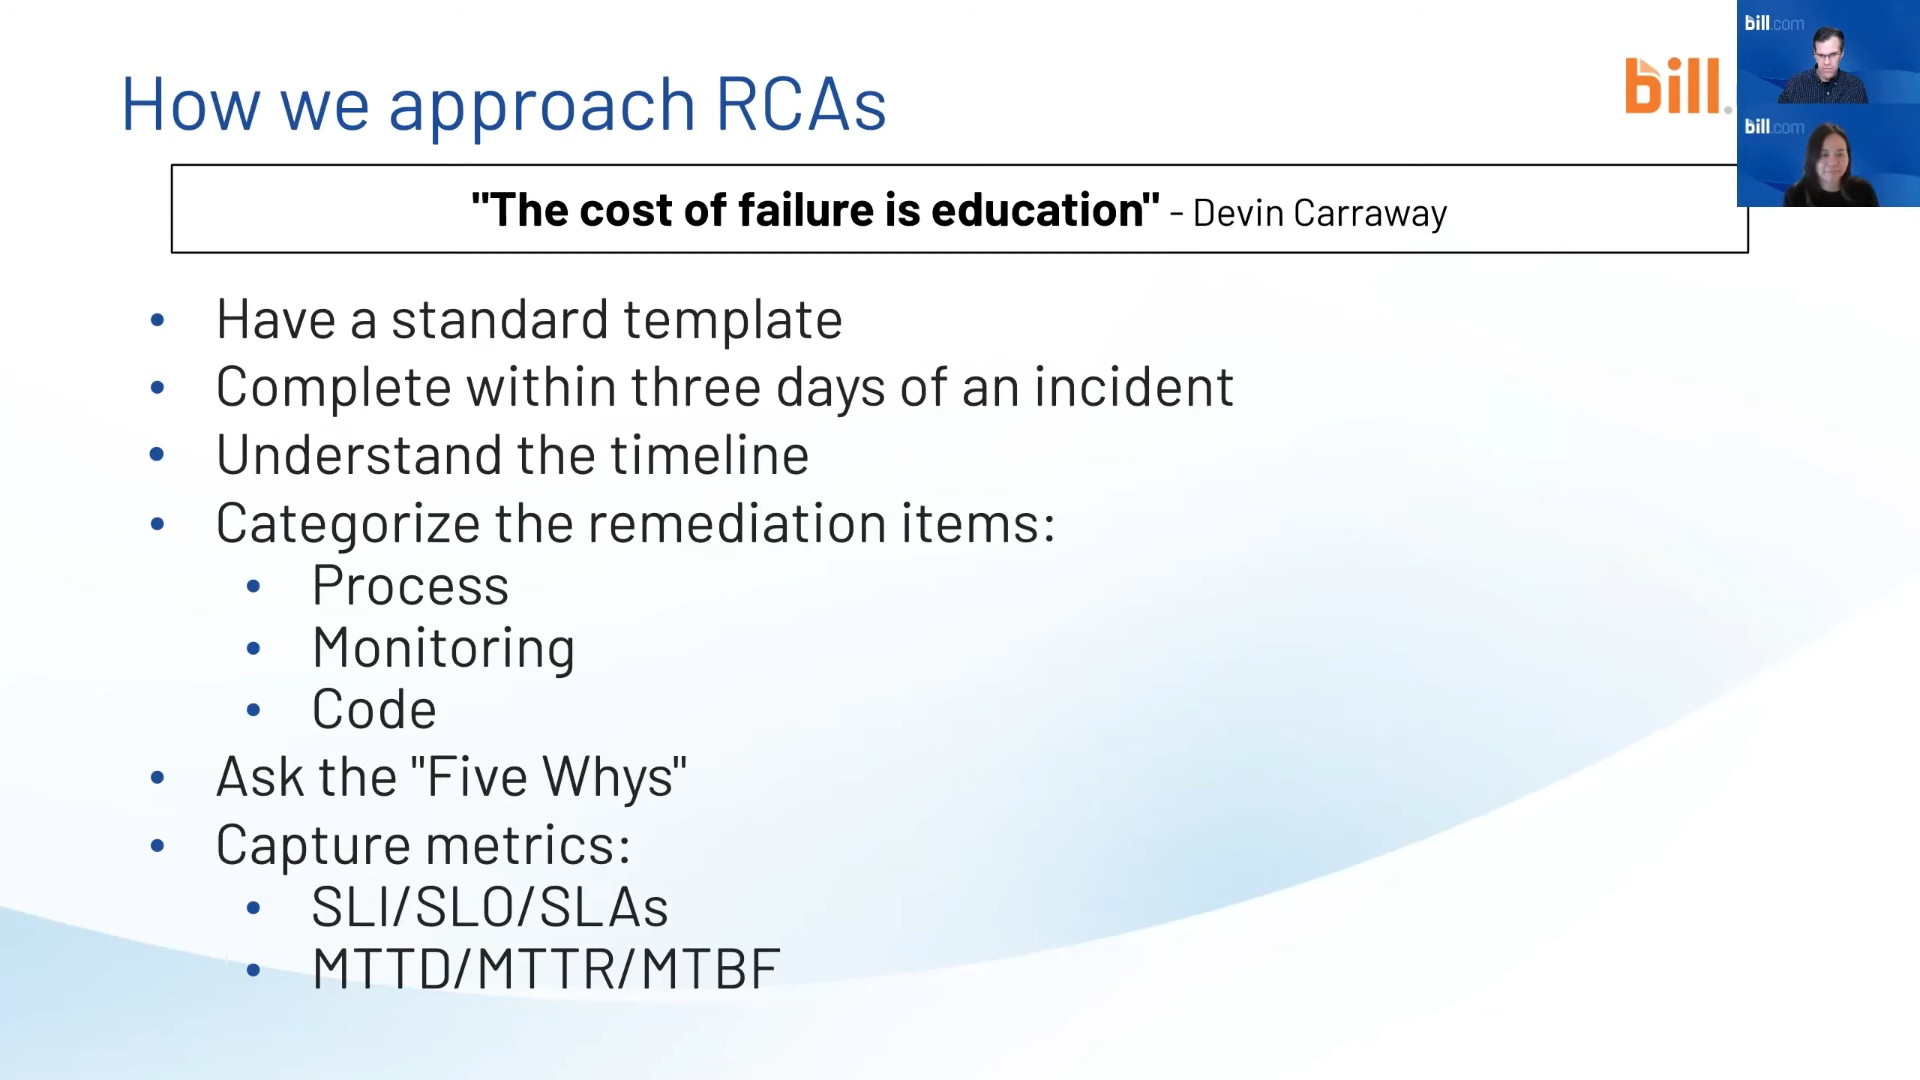 How we approach RCAs
bill.
bill.com
bill.com
"The cost of failure is education" - Devin Carraway
• Have a standard template
• Complete within three days of an incident
• Understand the timeline
• Categorize the remediation items:
• Process
• Monitoring
• Code
• Ask the "Five Whys"
• Capture metrics:
• SLI/SLO/SLAs
• MTTD/MTTR/MTBF